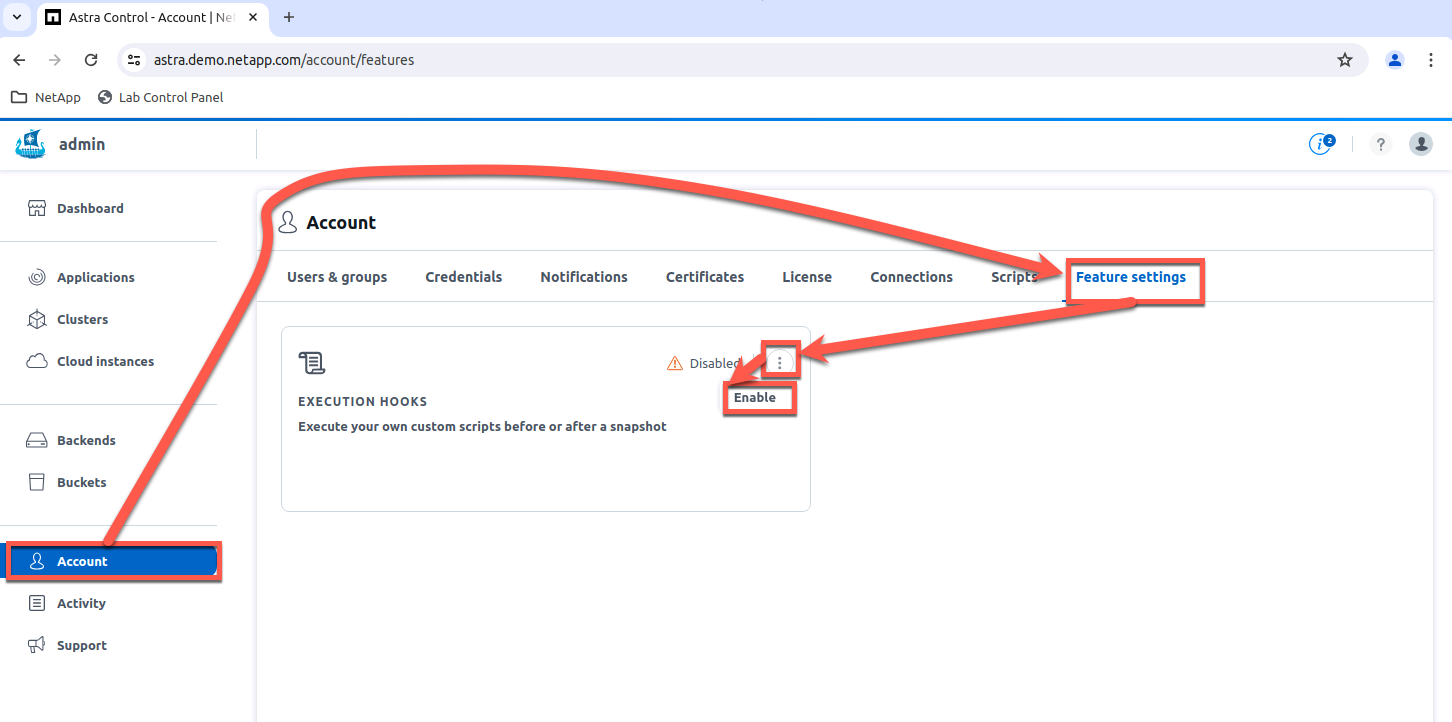 Astra Control - Account | Ne
astra.demo.netapp.com/account/features
NetApp Lab Control Panel
admin
2
?
Dashboard
Applications
Clusters
Cloud instances
Backends
Buckets
Account
Activity
Support
Account
Users & groups Credentials Notifications Certificates License Connections Scripts Feature settings
Disabled
Enable
EXECUTION HOOKS
Execute your own custom scripts before or after a snapshot